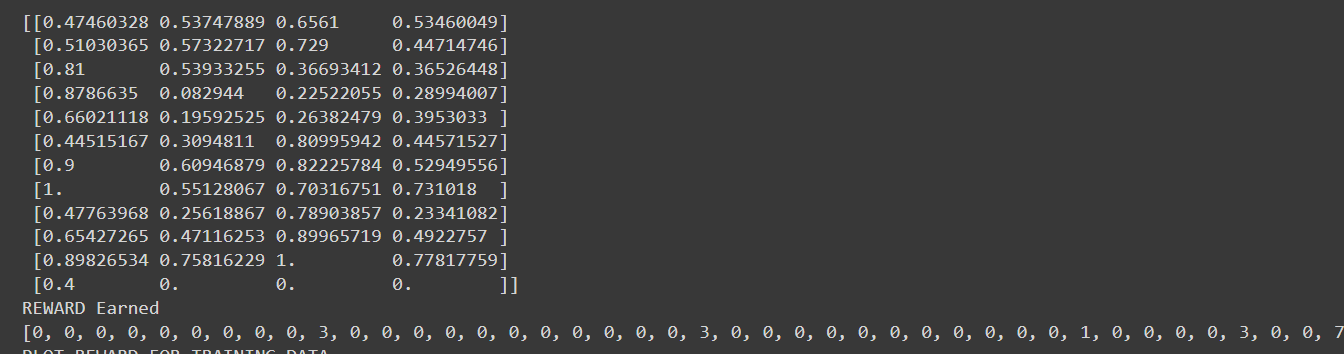 [[0.47460328 0.53747889 0.6561     0.53460049]
 [0.51030365 0.57322717 0.729      0.44714746]
 [0.81       0.53933255 0.36693412 0.36526448]
 [0.8786635  0.082944   0.22522055 0.28994007]
 [0.66021118 0.19592525 0.26382479 0.3953033 ]
 [0.44515167 0.3094811  0.80995942 0.44571527]
 [0.9        0.60946879 0.82225784 0.52949556]
 [1.         0.55128067 0.70316751 0.731018  ]
 [0.47763968 0.25618867 0.78903857 0.23341082]
 [0.65427265 0.47116253 0.89965719 0.4922757 ]
 [0.89826534 0.75816229 1.         0.77817759]
 [0.4        0.         0.         0.        ]]
REWARD Earned
[0, 0, 0, 0, 0, 0, 0, 0, 0, 3, 0, 0, 0, 0, 0, 0, 0, 0, 0, 0, 0, 3, 0, 0, 0, 0, 0, 0, 0, 0, 0, 0, 0, 1, 0, 0, 0, 0, 3, 0, 0, 7
PLOT REWARD FOR TRAINING DATA